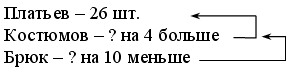 Платьев – 26 шт.
Костюмов – ? на 4 больше
Брюк – ? на 10 меньше